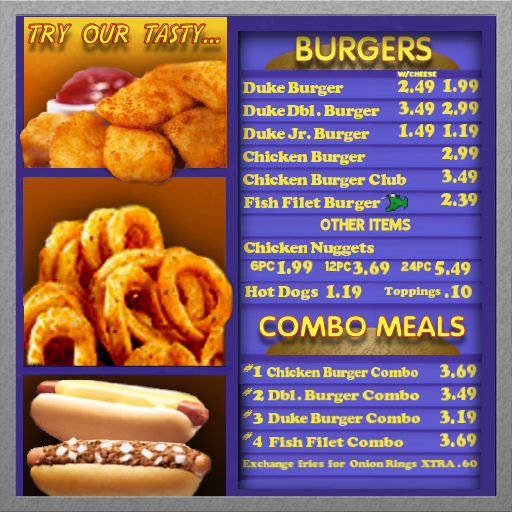 TRY OUR TASTY...
BURGERS
W/CHEESE
Duke Burger 2.49 1.99
Duke Dbl. Burger 3.49 2.99
Duke Jr. Burger 1.49 1.19
Chicken Burger 2.99
Chicken Burger Club 3.49
Fish Filet Burger 2.39
OTHER ITEMS
Chicken Nuggets
6PC 1.99 12PC 3.69 24PC 5.49
Hot Dogs 1.19 Toppings .10
COMBO MEALS
#1 Chicken Burger Combo 3.69
#2 Dbl. Burger Combo 3.49
#3 Duke Burger Combo 3.19
#4 Fish Filet Combo 3.69
Exchange fries for Onion Rings XTRA .60